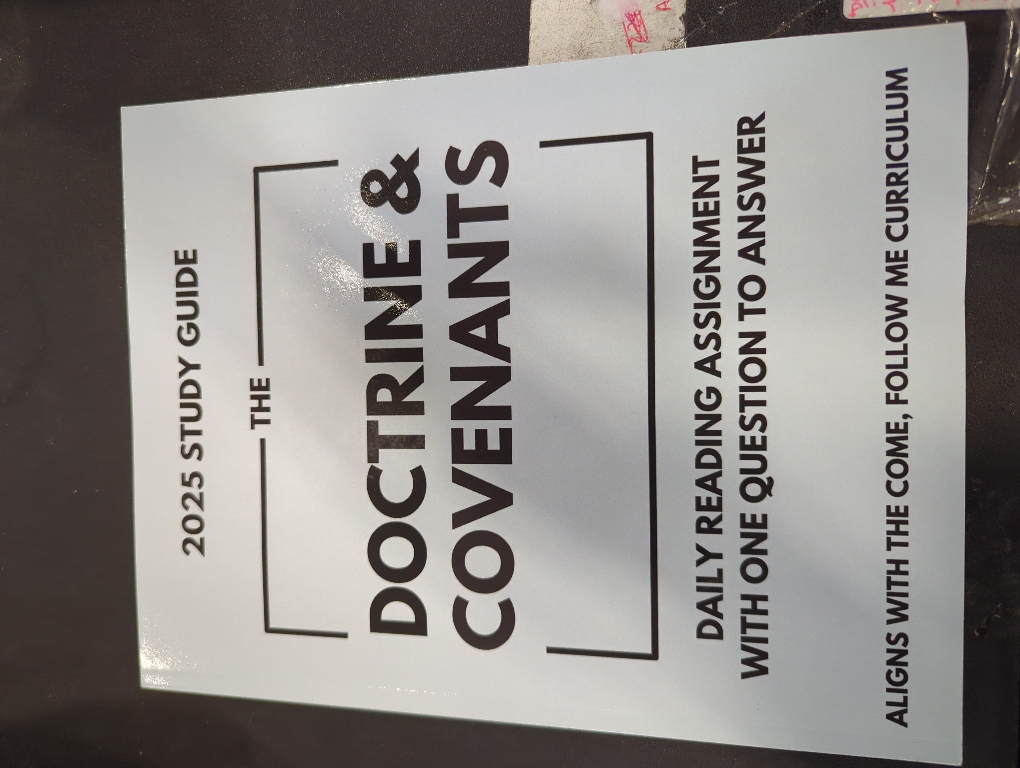 2025 STUDY GUIDE
THE
DOCTRINE &
COVENANTS
DAILY READING ASSIGNMENT
WITH ONE QUESTION TO ANSWER
ALIGNS WITH THE COME, FOLLOW ME CURRICULUM